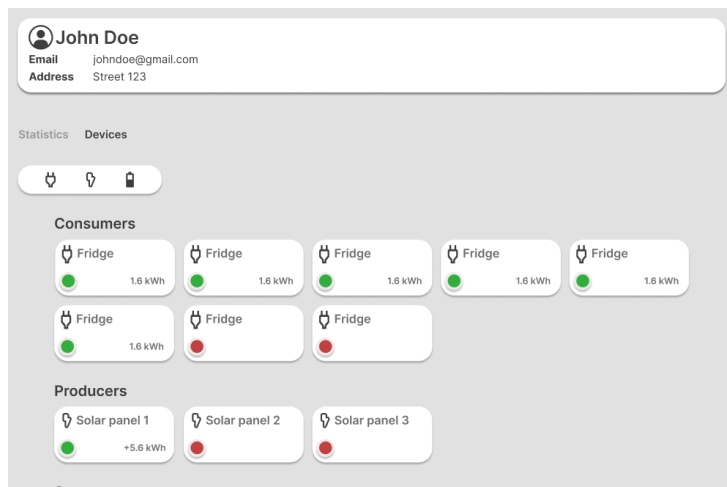 John Doe
Email johndoe@gmail.com
Address Street 123
Statistics Devices
Consumers
Fridge Fridge Fridge Fridge Fridge
1.6 kWh 1.6 kWh 1.6 kWh 1.6 kWh 1.6 kWh
Fridge Fridge Fridge
1.6 kWh
Producers
Solar panel 1 Solar panel 2 Solar panel 3
+5.6 kWh